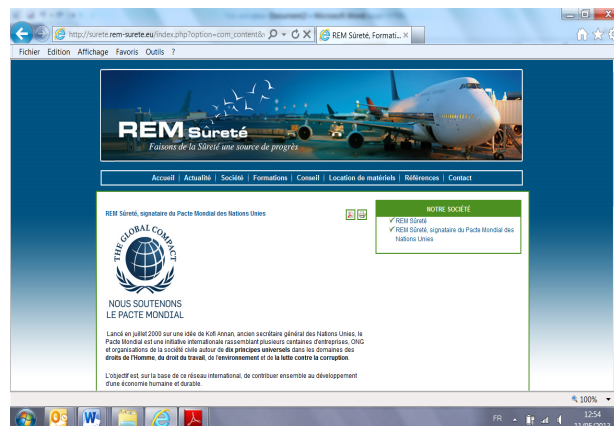 http://surete.rem-surete.eu/index.php?option=com_content&
REM Sûreté, Formati...
Fichier Edition Affichage Favoris Outils ?
REM Sûreté
Faisons de la Sûreté une source de progrès
Accueil | Actualité | Société | Formations | Conseil | Location de matériels | Références | Contact
REM Sûreté, signataire du Pacte Mondial des Nations Unies
THE GLOBAL COMPACT
NOUS SOUTENONS
LE PACTE MONDIAL
Lancé en juillet 2000 sur une idée de Kofi Annan, ancien secrétaire général des Nations Unies, le
Pacte Mondial est une initiative internationale rassemblant plusieurs centaines d'entreprises, ONG
et organisations de la société civile autour de dix principes universels dans les domaines des
droits de l'Homme, du droit du travail, de l'environnement et de la lutte contre la corruption.
L'objectif est, sur la base de ce réseau international, de contribuer ensemble au développement
d'une économie humaine et durable.
NOTRE SOCIÉTÉ
REM Sûreté
REM Sûreté, signataire du Pacte Mondial des
Nations Unies
100%
FR
12:54